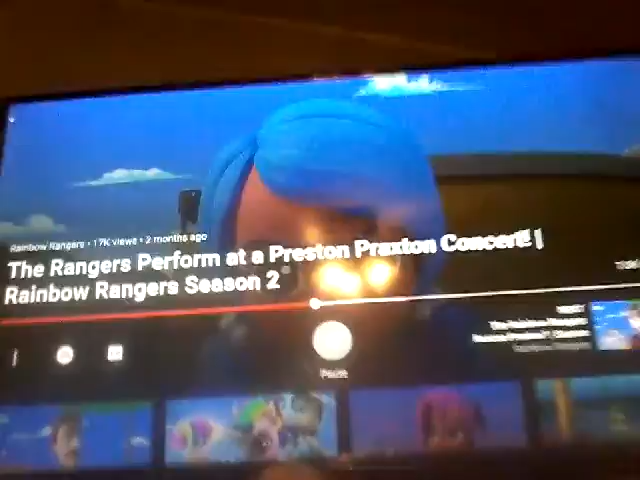 Rainbow Rangers • 17K views • 2 months ago
The Rangers Perform at a Preston Praxton Concert! |
Rainbow Rangers Season 2
Pause